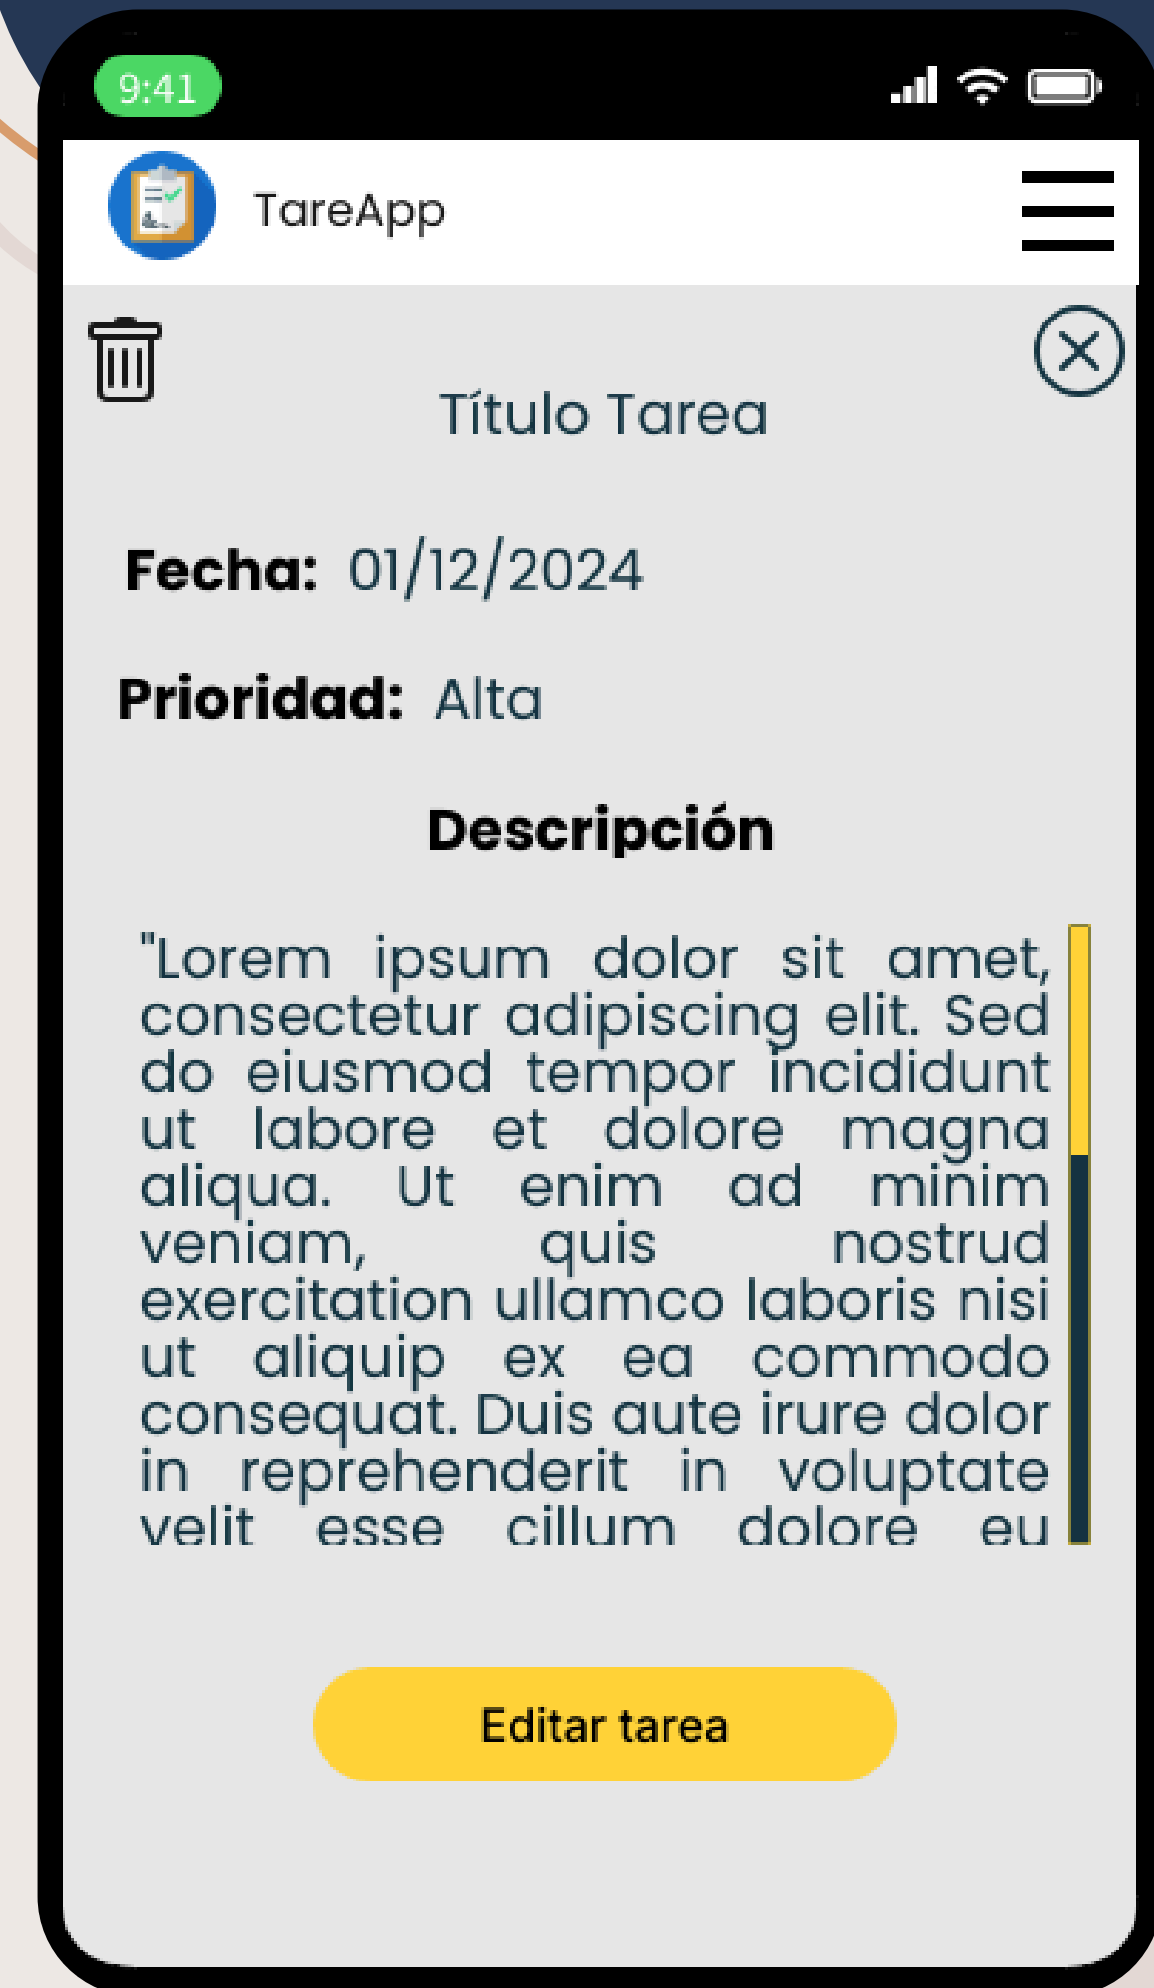 9:41
TareApp
Título Tarea
Fecha: 01/12/2024
Prioridad: Alta
Descripción
"Lorem ipsum dolor sit amet,
consectetur adipiscing elit. Sed
do eiusmod tempor incididunt
ut labore et dolore magna
aliqua. Ut enim ad minim
veniam, quis nostrud
exercitation ullamco laboris nisi
ut aliquip ex ea commodo
consequat. Duis aute irure dolor
in reprehenderit in voluptate
velit esse cillum dolore eu
Editar tarea